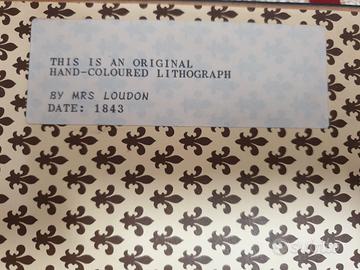 THIS IS AN ORIGINAL
HAND-COLOURED LITHOGRAPH
BY MRS LOUDON
DATE: 1843